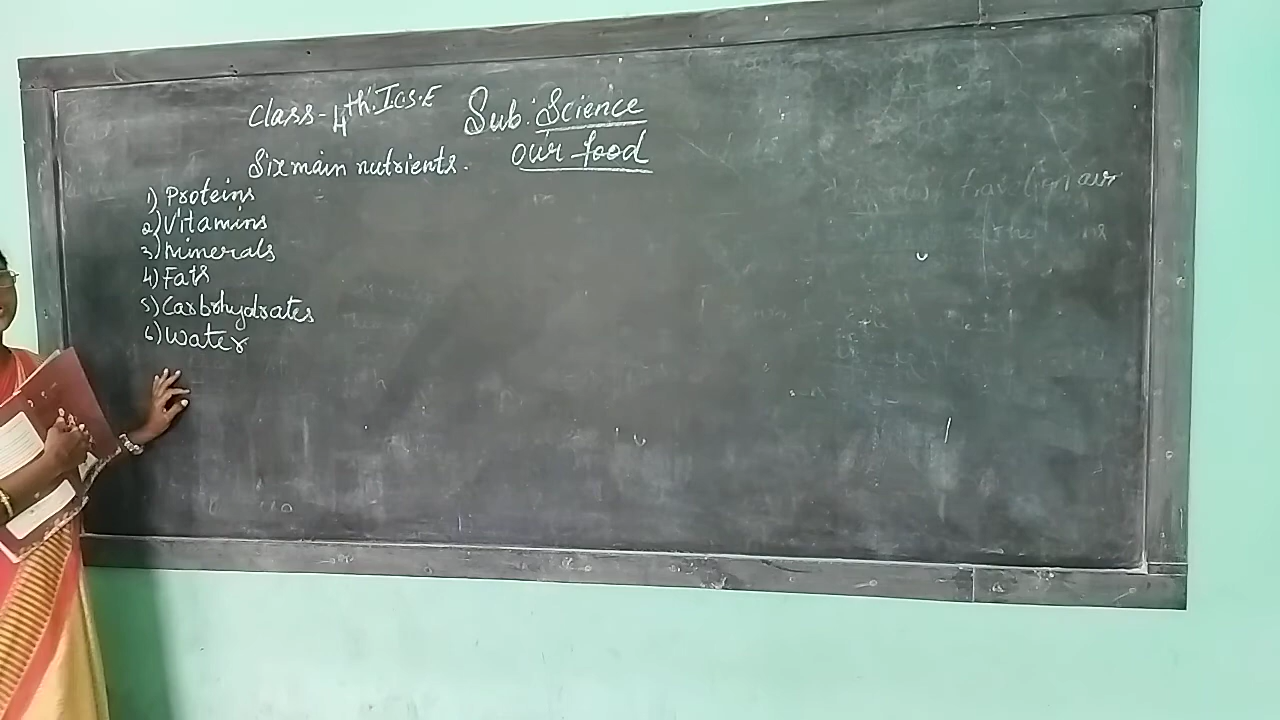 Class - 4th I.C.S.E Sub: Science
Our food
Six main nutrients.
1) Proteins
2) Vitamins
3) Minerals
4) Fats
5) Carbohydrates
6) Water